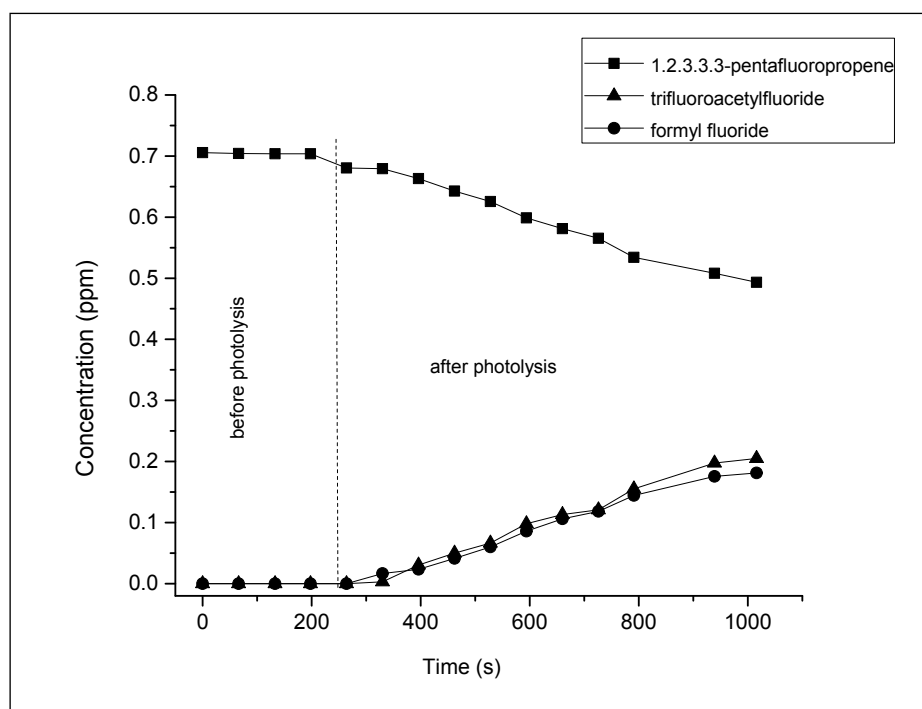 1.2.3.3.3-pentafluoropropene
trifluoroacetylfluoride
formyl fluoride
0.8
0.7
0.6
0.5
0.4
0.3
0.2
0.1
0.0
Concentration (ppm)
before photolysis
after photolysis
0 200 400 600 800 1000
Time (s)